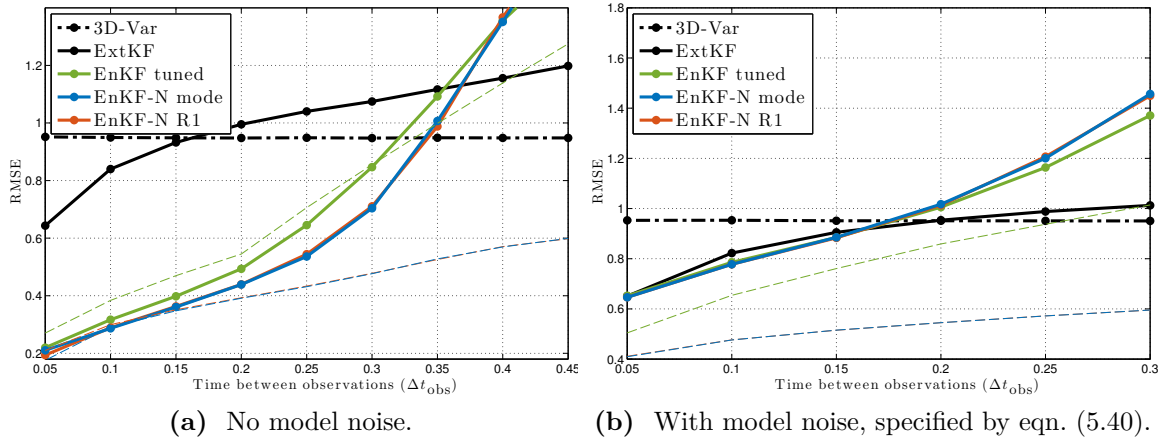 3D-Var
ExtKF
EnKF tuned
EnKF-N mode
EnKF-N R1
RMSE
1.2
1
0.8
0.6
0.4
0.2
0.05 0.1 0.15 0.2 0.25 0.3 0.35 0.4 0.45
Time between observations (Δt_obs)
(a) No model noise.
3D-Var
ExtKF
EnKF tuned
EnKF-N mode
EnKF-N R1
RMSE
1.8
1.6
1.4
1.2
1
0.8
0.6
0.4
0.05 0.1 0.15 0.2 0.25 0.3
Time between observations (Δt_obs)
(b) With model noise, specified by eqn. (5.40).